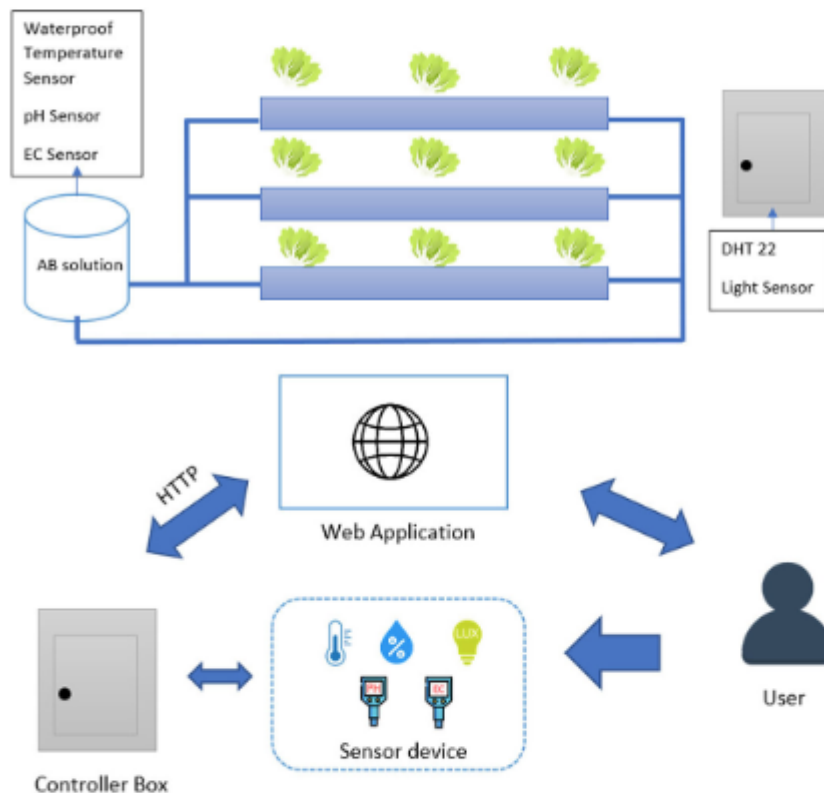 Waterproof
Temperature
Sensor
pH Sensor
EC Sensor
AB solution
DHT 22
Light Sensor
HTTP
Web Application
LUX
PH
EC
Sensor device
User
Controller Box